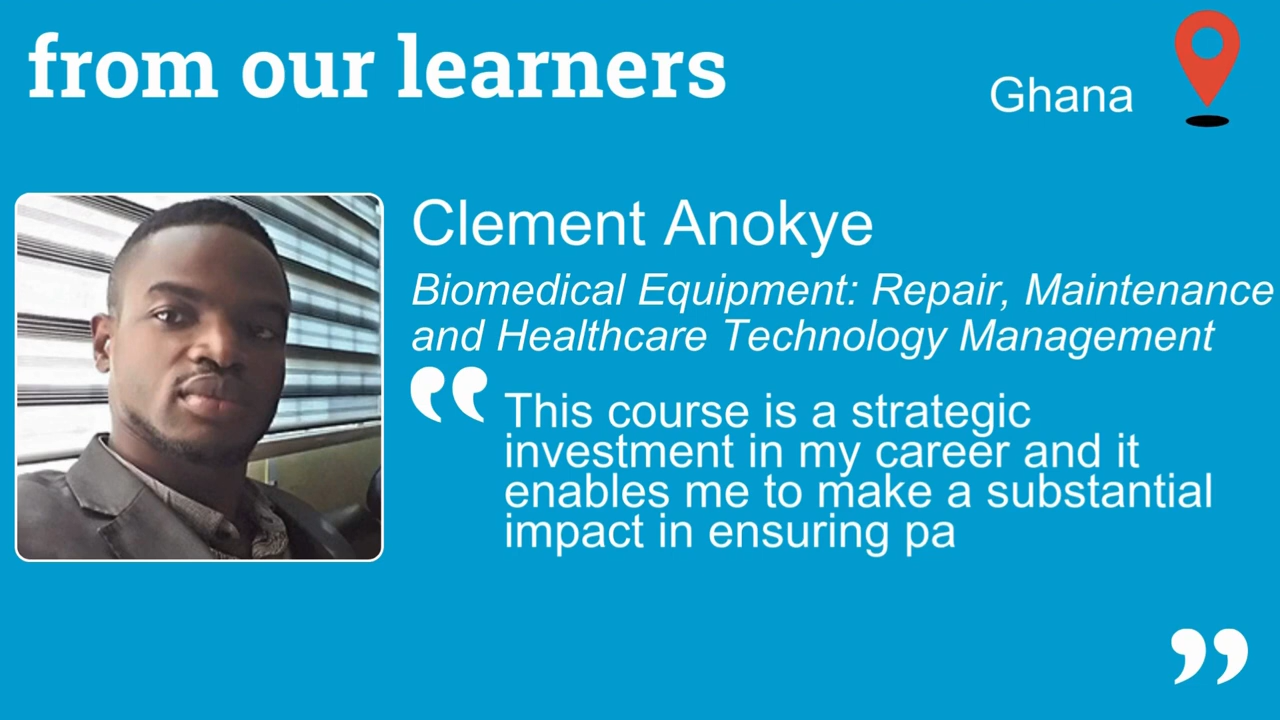 from our learners
Ghana
Clement Anokye
Biomedical Equipment: Repair, Maintenance
and Healthcare Technology Management
“ This course is a strategic
investment in my career and it
enables me to make a substantial
impact in ensuring pa
”